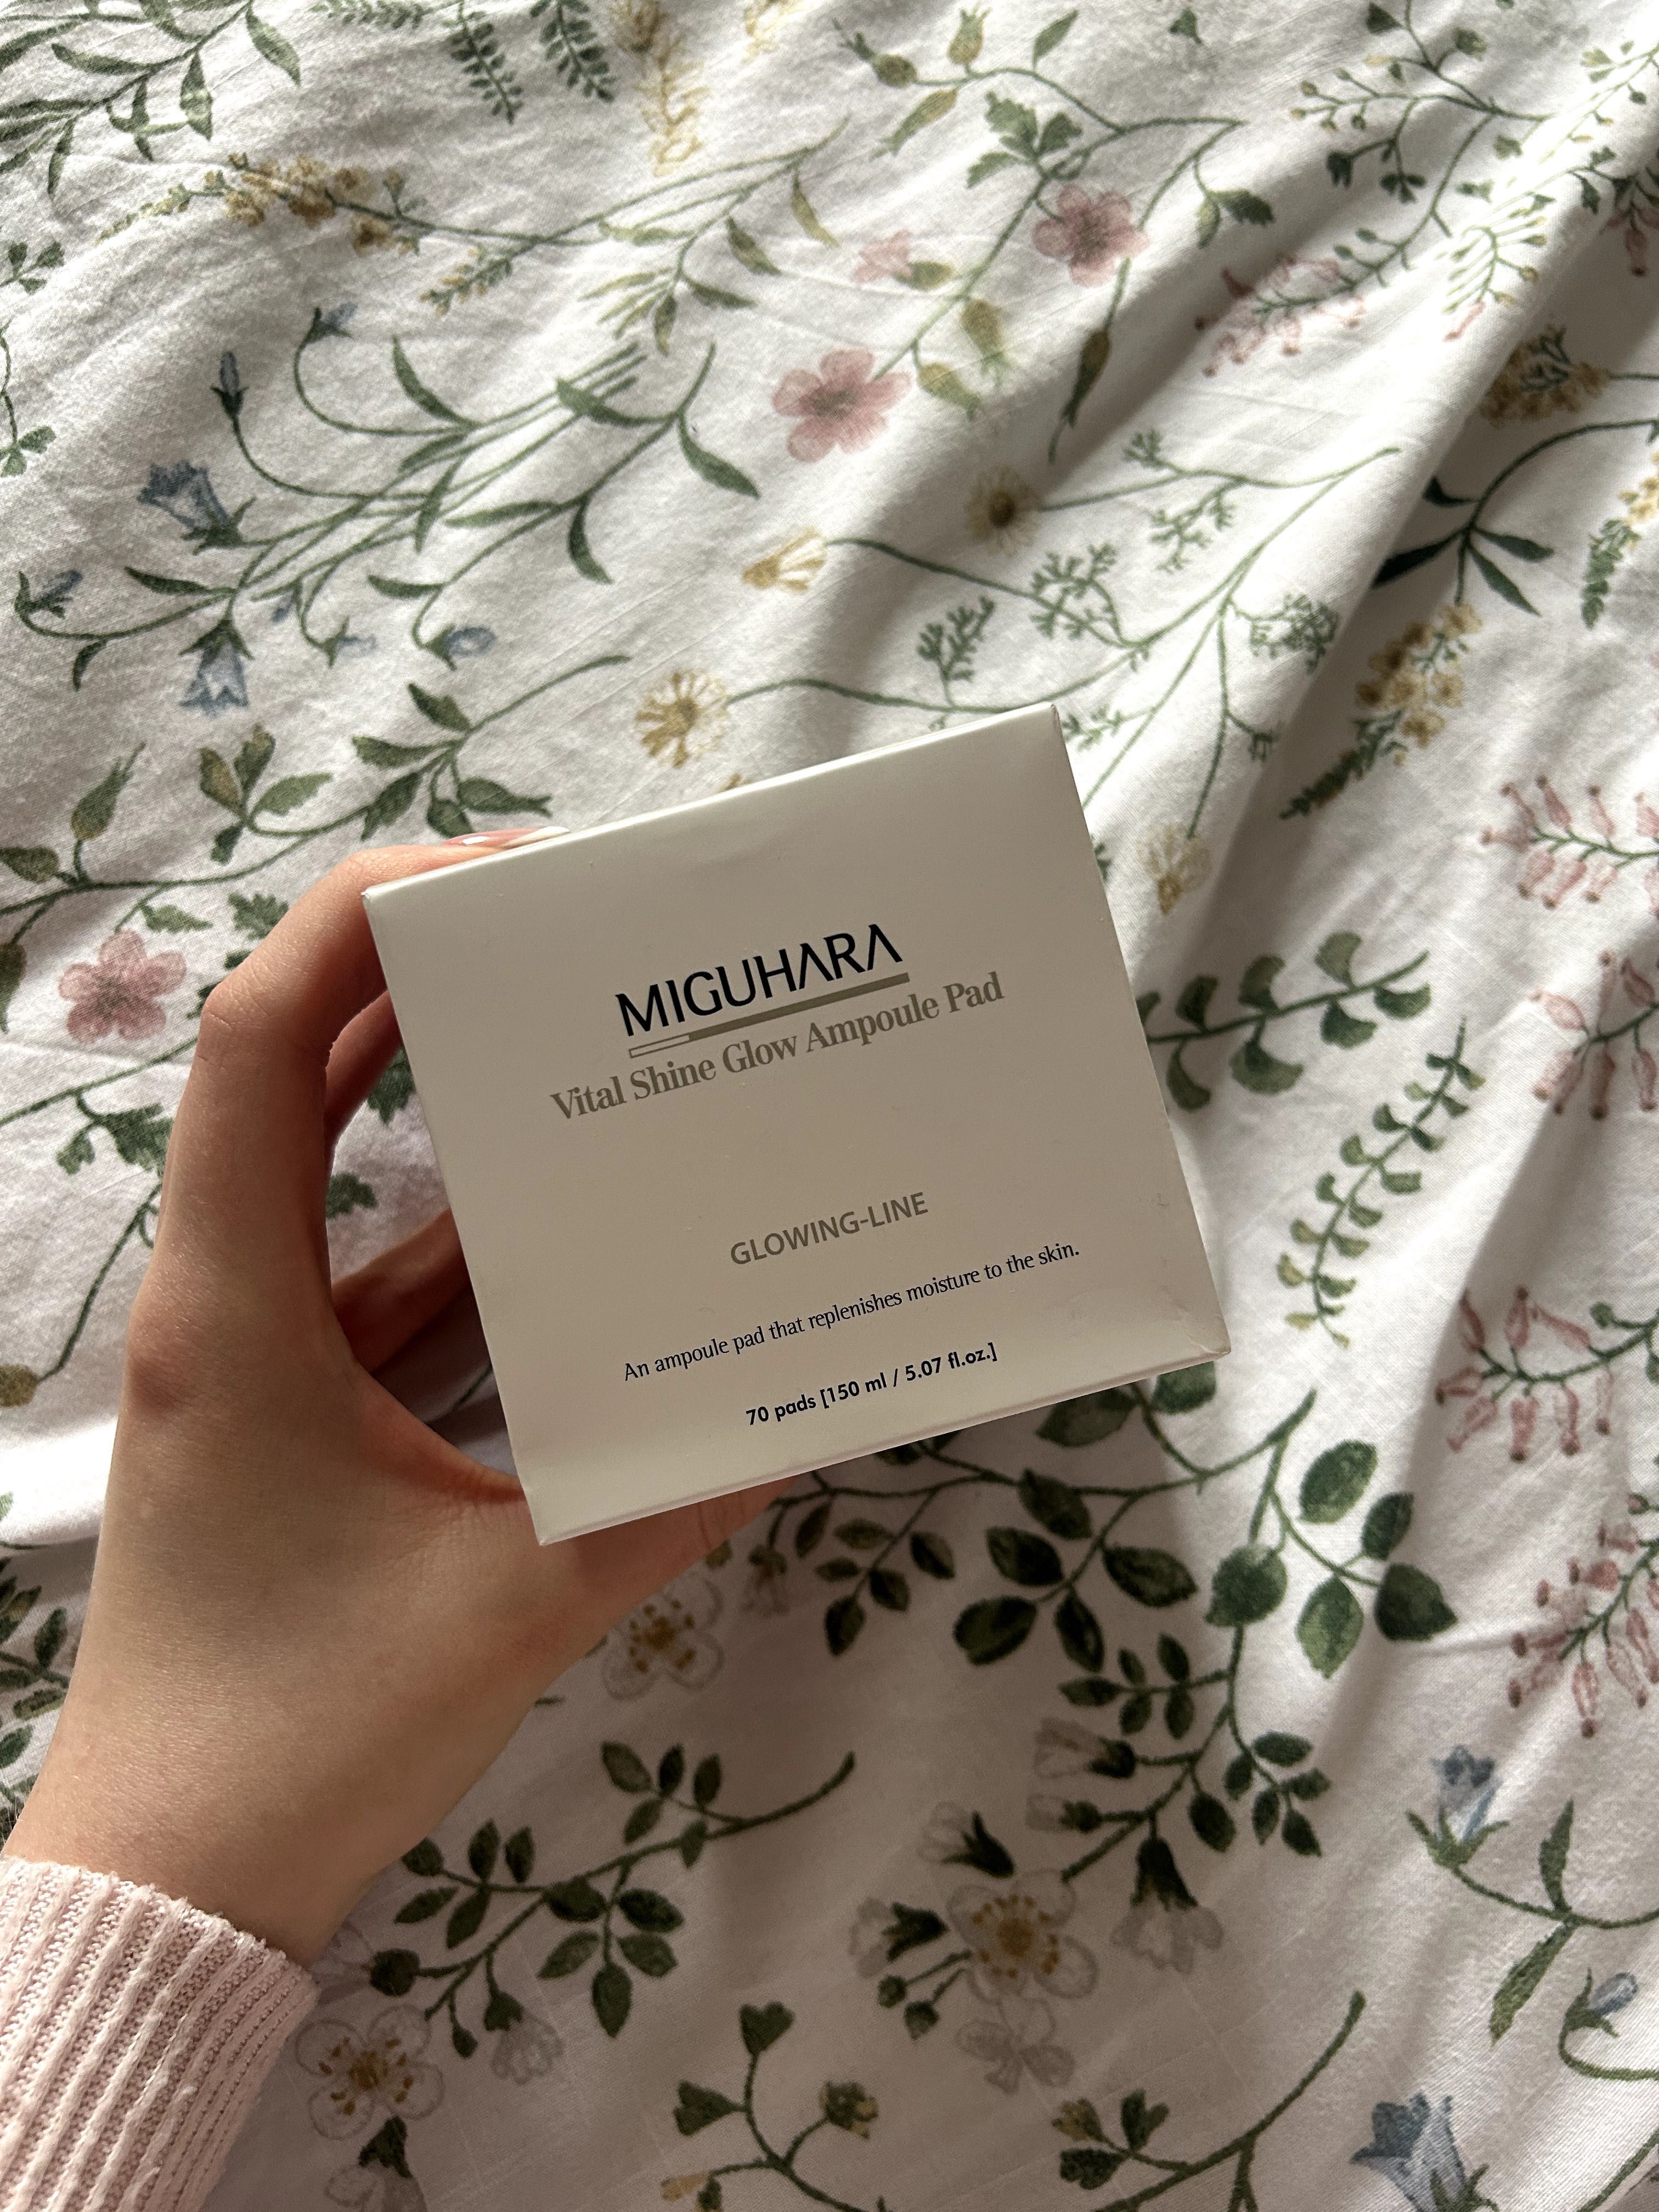 MIGUHARA
Vital Shine Glow Ampoule Pad
GLOWING-LINE
An ampoule pad that replenishes moisture to the skin.
70 pads [150 ml / 5.07 fl.oz.]